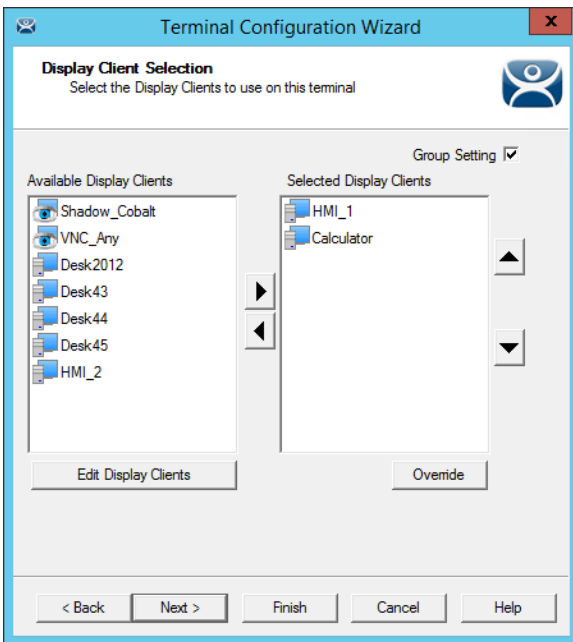 Terminal Configuration Wizard
x
Display Client Selection
Select the Display Clients to use on this terminal
Group Setting
Available Display Clients
Shadow_Cobalt
VNC_Any
Desk2012
Desk43
Desk44
Desk45
HMI_2
Edit Display Clients
Selected Display Clients
HMI_1
Calculator
Override
< Back
Next >
Finish
Cancel
Help